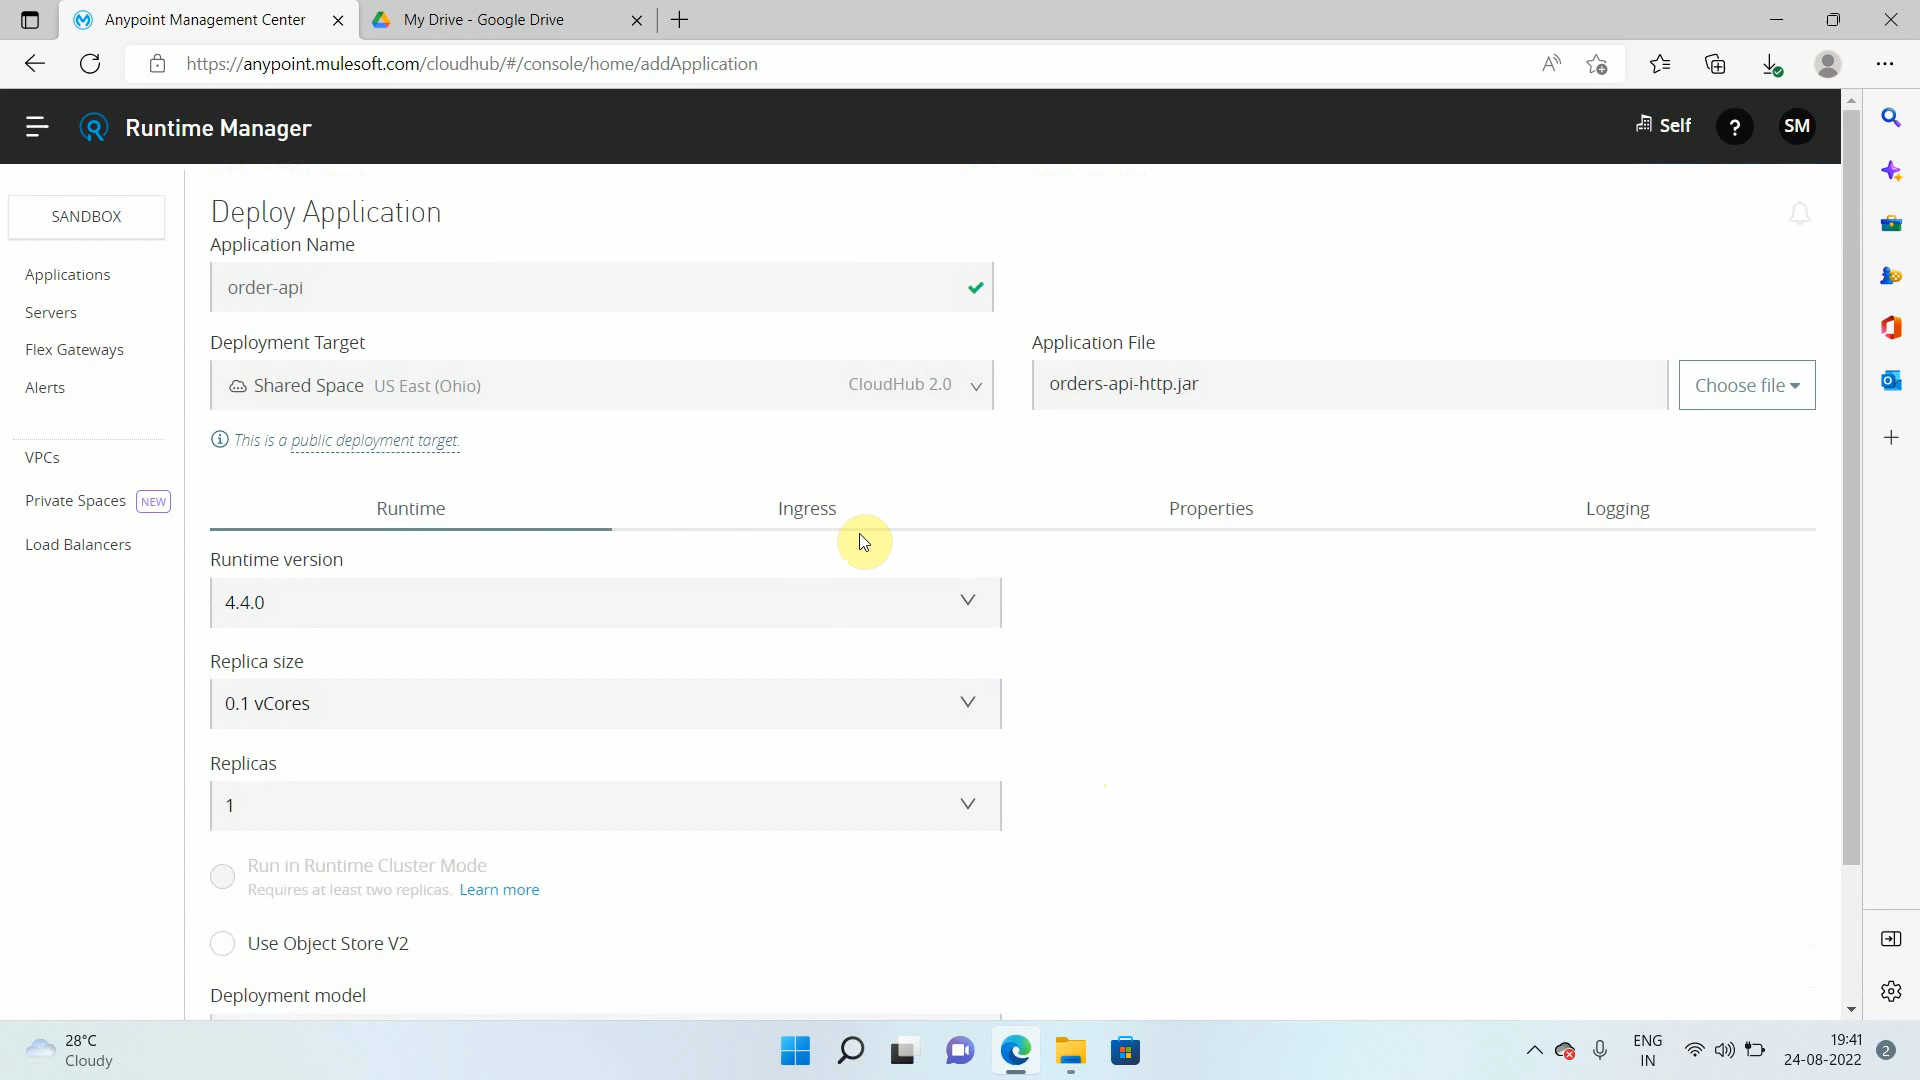 Anypoint Management Center
My Drive - Google Drive
https://anypoint.mulesoft.com/cloudhub/#/console/home/addApplication
Runtime Manager
Self
?
SM
SANDBOX
Applications
Servers
Flex Gateways
Alerts
VPCs
Private Spaces NEW
Load Balancers
Deploy Application
Application Name
order-api
Deployment Target
Shared Space US East (Ohio) CloudHub 2.0
This is a public deployment target.
Application File
orders-api-http.jar
Choose file
Runtime Ingress Properties Logging
Runtime version
4.4.0
Replica size
0.1 vCores
Replicas
1
Run in Runtime Cluster Mode
Requires at least two replicas. Learn more
Use Object Store V2
Deployment model
28°C
Cloudy
ENG
IN
19:41
24-08-2022
2